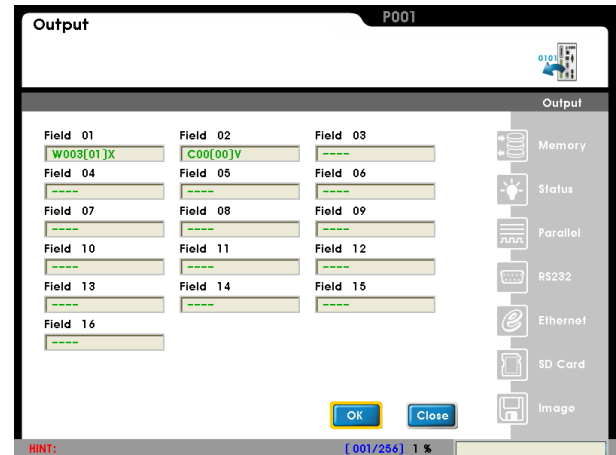 Output
P001
0101
Output
Field 01 Field 02 Field 03
W003[01]X C00[00]V ----
Field 04 Field 05 Field 06
---- ---- ----
Field 07 Field 08 Field 09
---- ---- ----
Field 10 Field 11 Field 12
---- ---- ----
Field 13 Field 14 Field 15
---- ---- ----
Field 16
----
Memory
Status
Parallel
RS232
Ethernet
SD Card
Image
OK Close
HINT: [001/256] 1 %